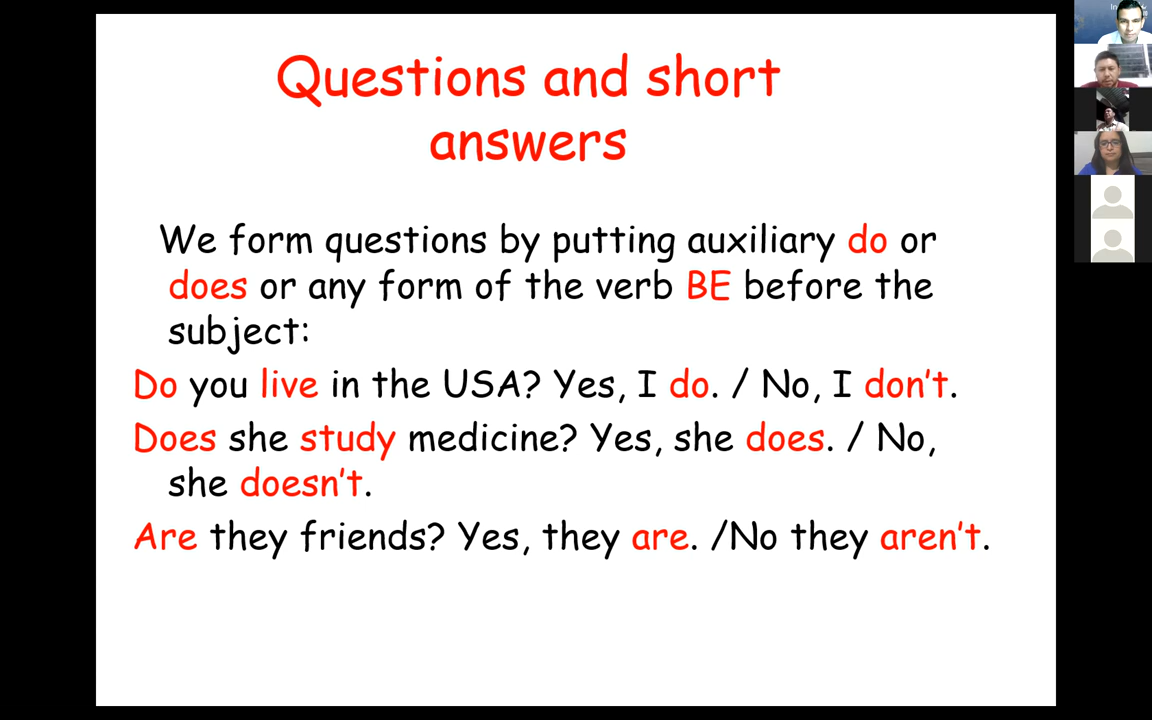 Questions and short
answers
We form questions by putting auxiliary do or
does or any form of the verb BE before the
subject:
Do you live in the USA? Yes, I do. / No, I don't.
Does she study medicine? Yes, she does. / No,
she doesn't.
Are they friends? Yes, they are. /No they aren't.